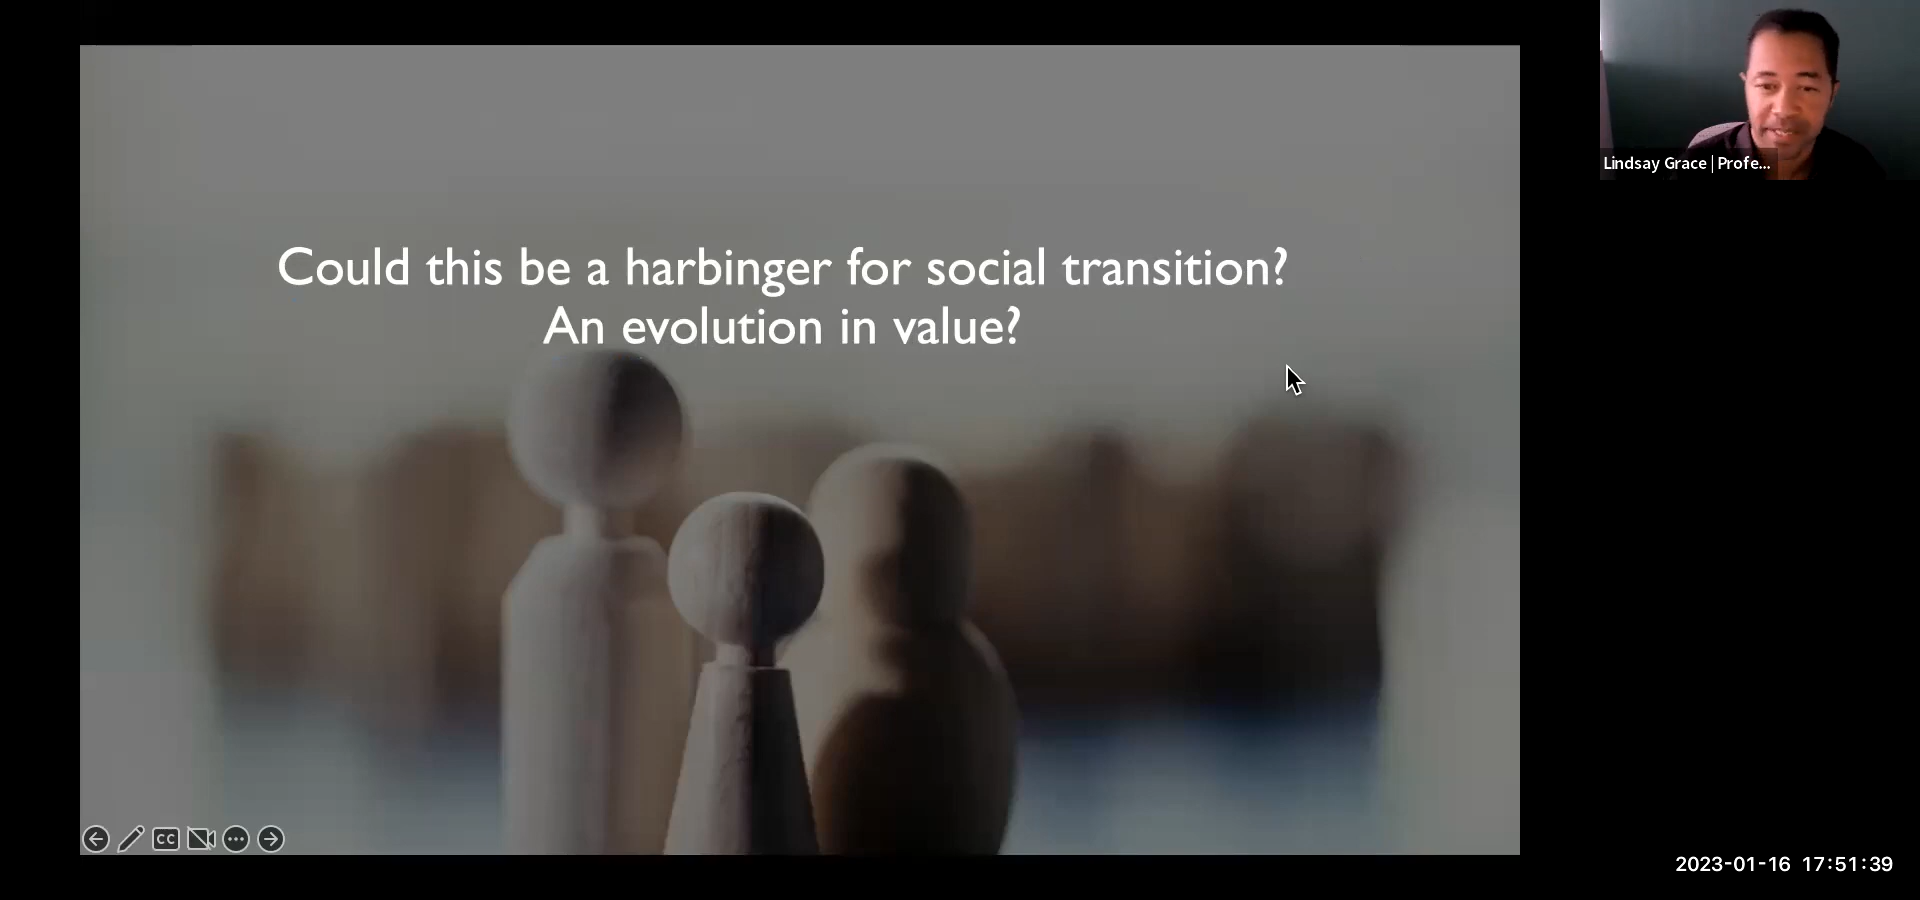 Could this be a harbinger for social transition?
An evolution in value?
Lindsay Grace | Profe...
CC
2023-01-16 17:51:39